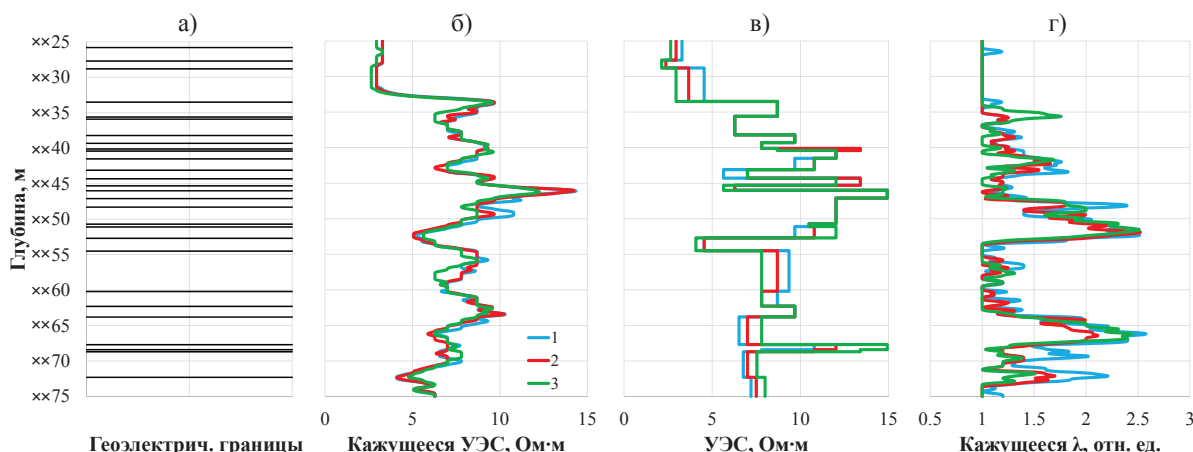 а) б) в) г)
Глубина, м
××25
××30
××35
××40
××45
××50
××55
××60
××65
××70
××75
1
2
3
0 5 10 15
0 5 10 15
0.5 1 1.5 2 2.5 3
Геоэлектрич. границы Кажущееся УЭС, Ом·м УЭС, Ом·м Кажущееся λ, отн. ед.